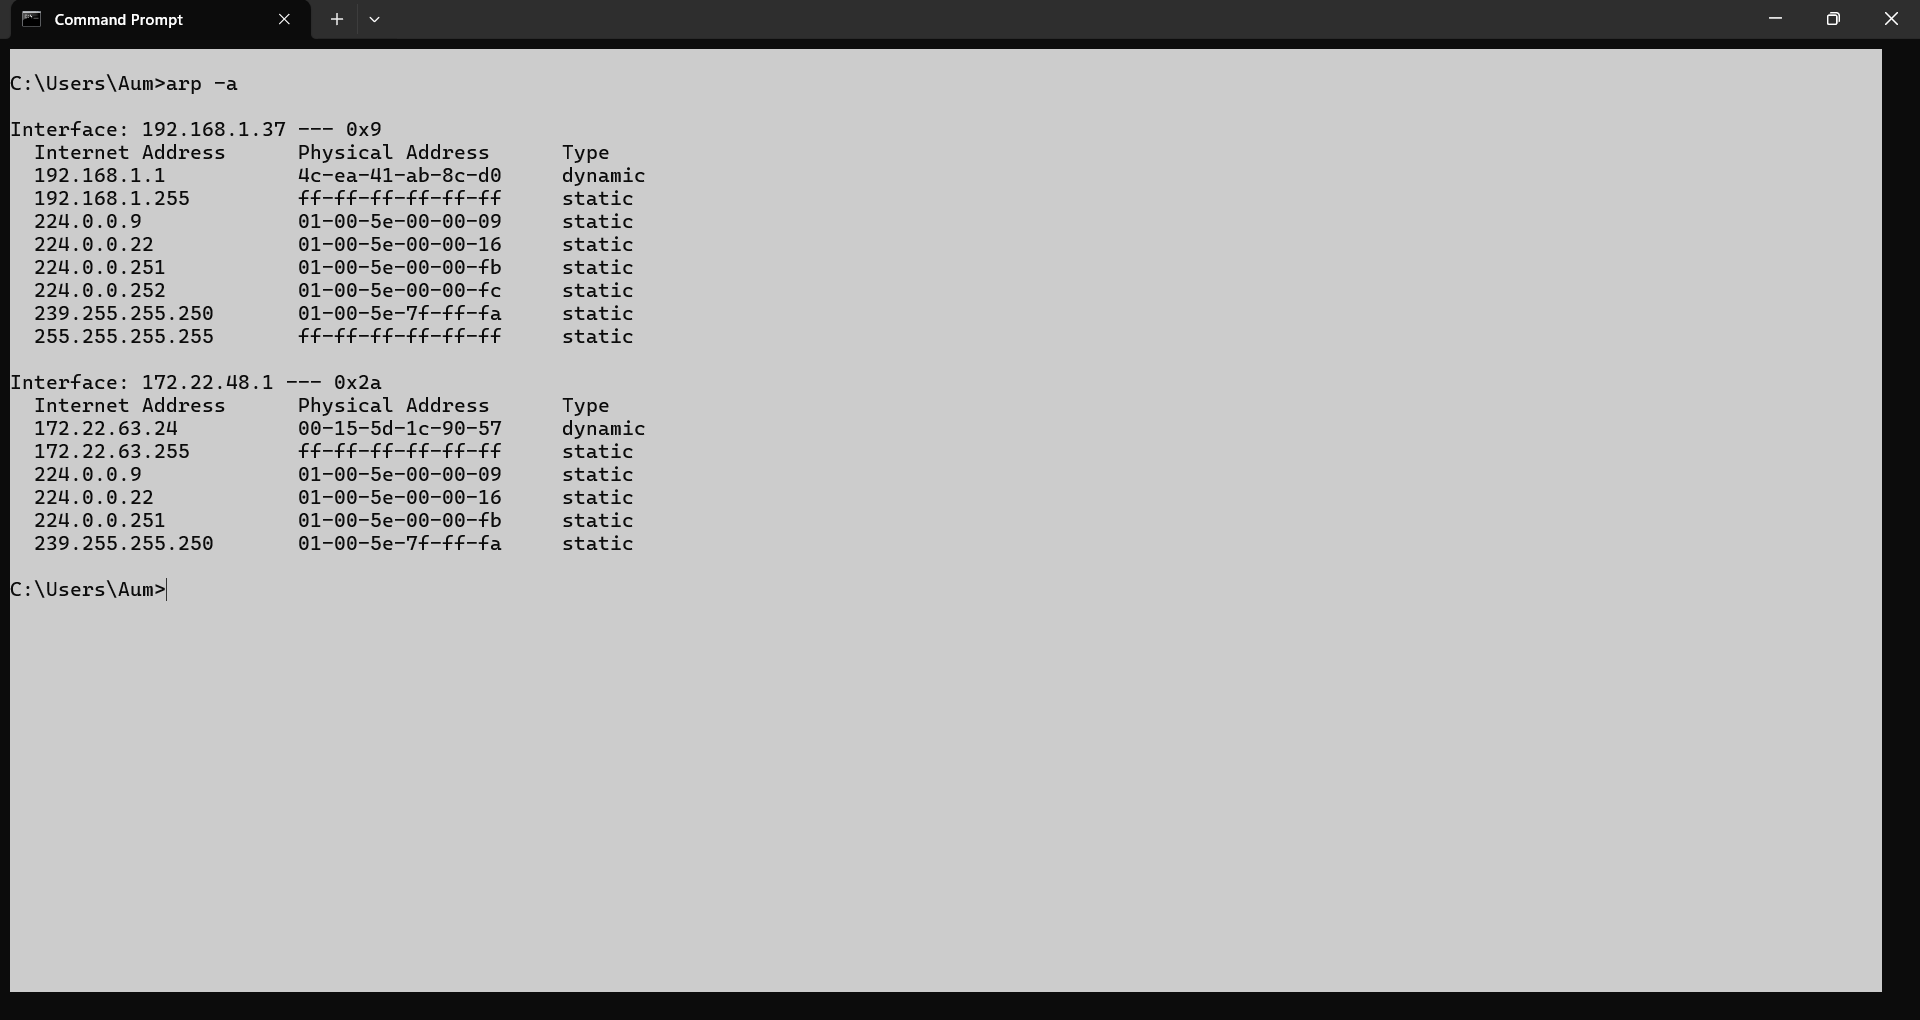 Command Prompt
C:\Users\Aum>arp -a
Interface: 192.168.1.37 --- 0x9
Internet Address Physical Address Type
192.168.1.1 4c-ea-41-ab-8c-d0 dynamic
192.168.1.255 ff-ff-ff-ff-ff-ff static
224.0.0.9 01-00-5e-00-00-09 static
224.0.0.22 01-00-5e-00-00-16 static
224.0.0.251 01-00-5e-00-00-fb static
224.0.0.252 01-00-5e-00-00-fc static
239.255.255.250 01-00-5e-7f-ff-fa static
255.255.255.255 ff-ff-ff-ff-ff-ff static
Interface: 172.22.48.1 --- 0x2a
Internet Address Physical Address Type
172.22.63.24 00-15-5d-1c-90-57 dynamic
172.22.63.255 ff-ff-ff-ff-ff-ff static
224.0.0.9 01-00-5e-00-00-09 static
224.0.0.22 01-00-5e-00-00-16 static
224.0.0.251 01-00-5e-00-00-fb static
239.255.255.250 01-00-5e-7f-ff-fa static
C:\Users\Aum>